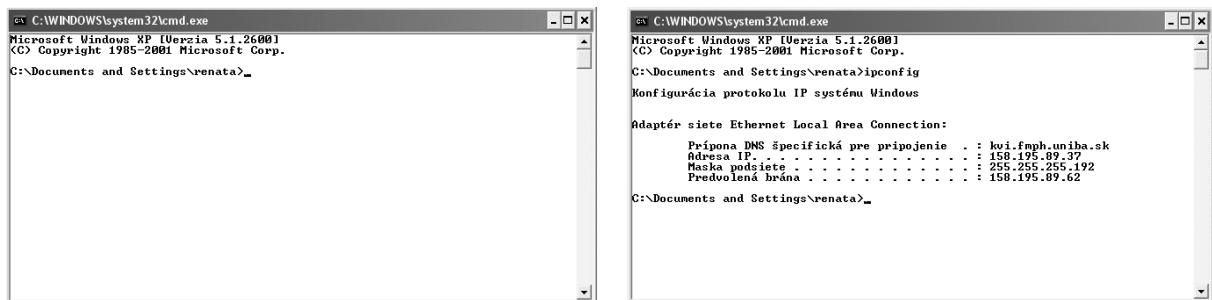 C:\WINDOWS\system32\cmd.exe
Microsoft Windows XP [Verzia 5.1.2600]
(C) Copyright 1985-2001 Microsoft Corp.
C:\Documents and Settings\renata>_
C:\WINDOWS\system32\cmd.exe
Microsoft Windows XP [Verzia 5.1.2600]
(C) Copyright 1985-2001 Microsoft Corp.
C:\Documents and Settings\renata>ipconfig
Konfigurácia protokolu IP systému Windows
Adaptér siete Ethernet Local Area Connection:
Prípona DNS špecifická pre pripojenie . : kvi.fmph.uniba.sk
Adresa IP. . . . . . . . . . . . . . . : 158.195.89.37
Maska podsiete . . . . . . . . . . . . : 255.255.255.192
Predvolená brána . . . . . . . . . . . : 158.195.89.62
C:\Documents and Settings\renata>_